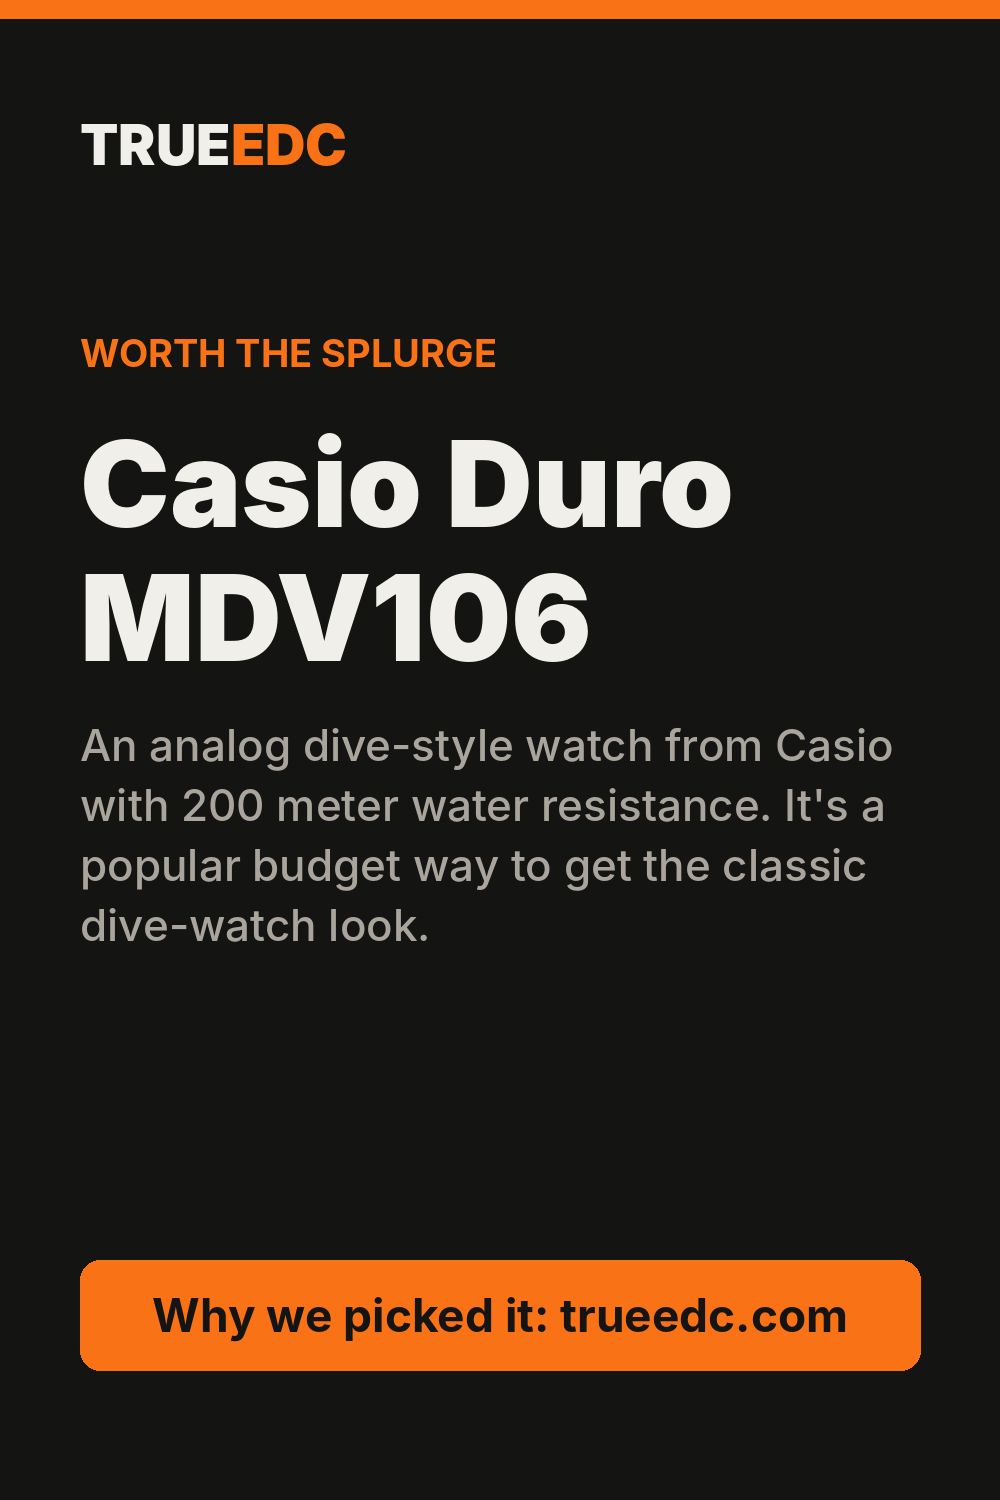 TRUEEDC
WORTH THE SPLURGE
Casio Duro
MDV106
An analog dive-style watch from Casio
with 200 meter water resistance. It's a
popular budget way to get the classic
dive-watch look.
Why we picked it: trueedc.com